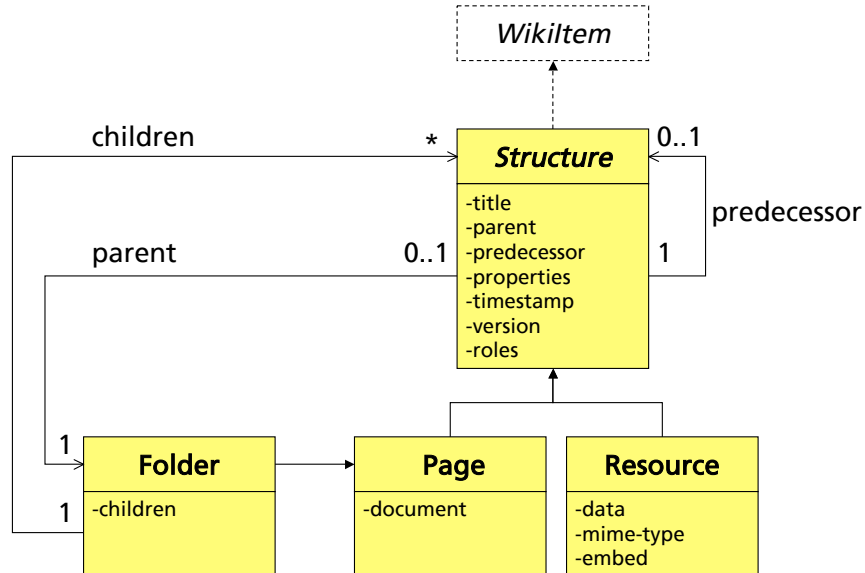 WikiItem
children
*
0..1
Structure
predecessor
-title
-parent
-predecessor
-properties
-timestamp
-version
-roles
parent
0..1
1
1
Folder
-children
1
Page
-document
Resource
-data
-mime-type
-embed